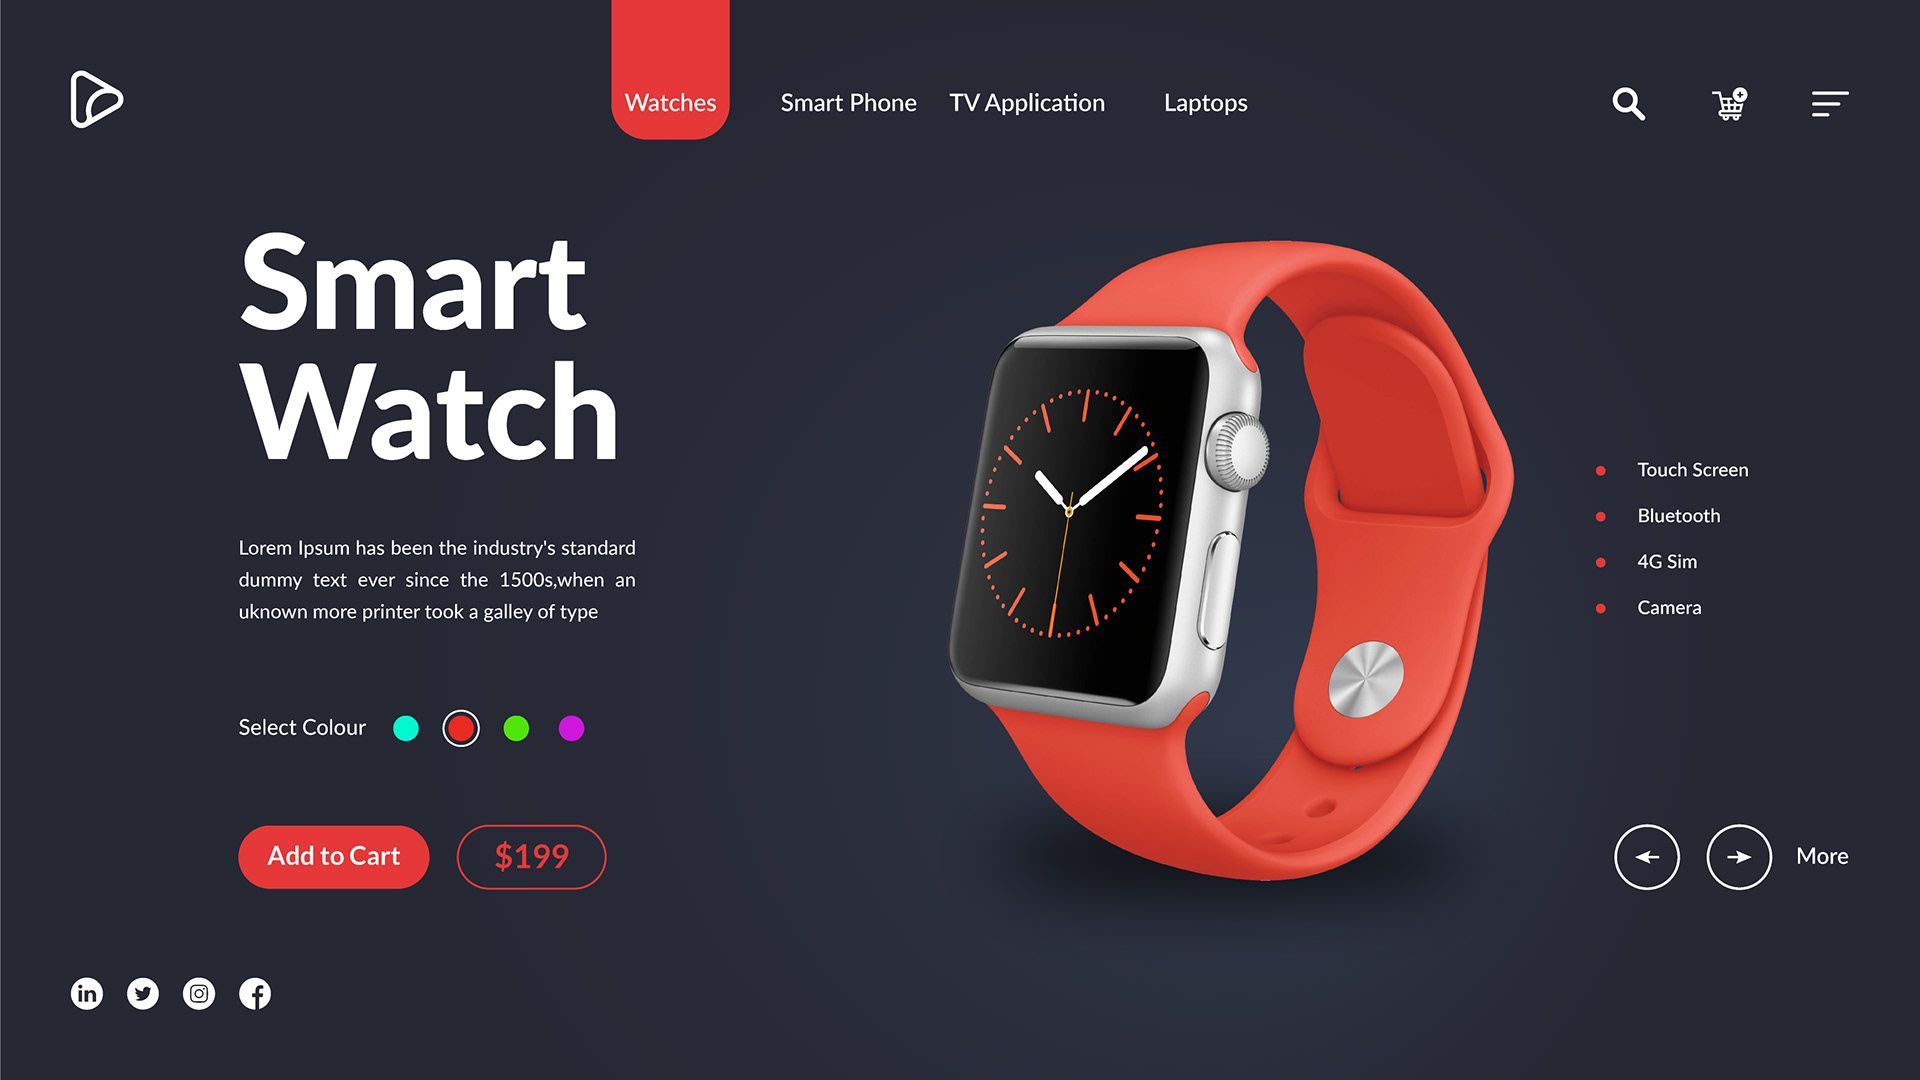 Watches
Smart Phone
TV Application
Laptops
Smart
Watch
Lorem Ipsum has been the industry's standard
dummy text ever since the 1500s,when an
uknown more printer took a galley of type
Select Colour
Add to Cart
$199
Touch Screen
Bluetooth
4G Sim
Camera
More
in